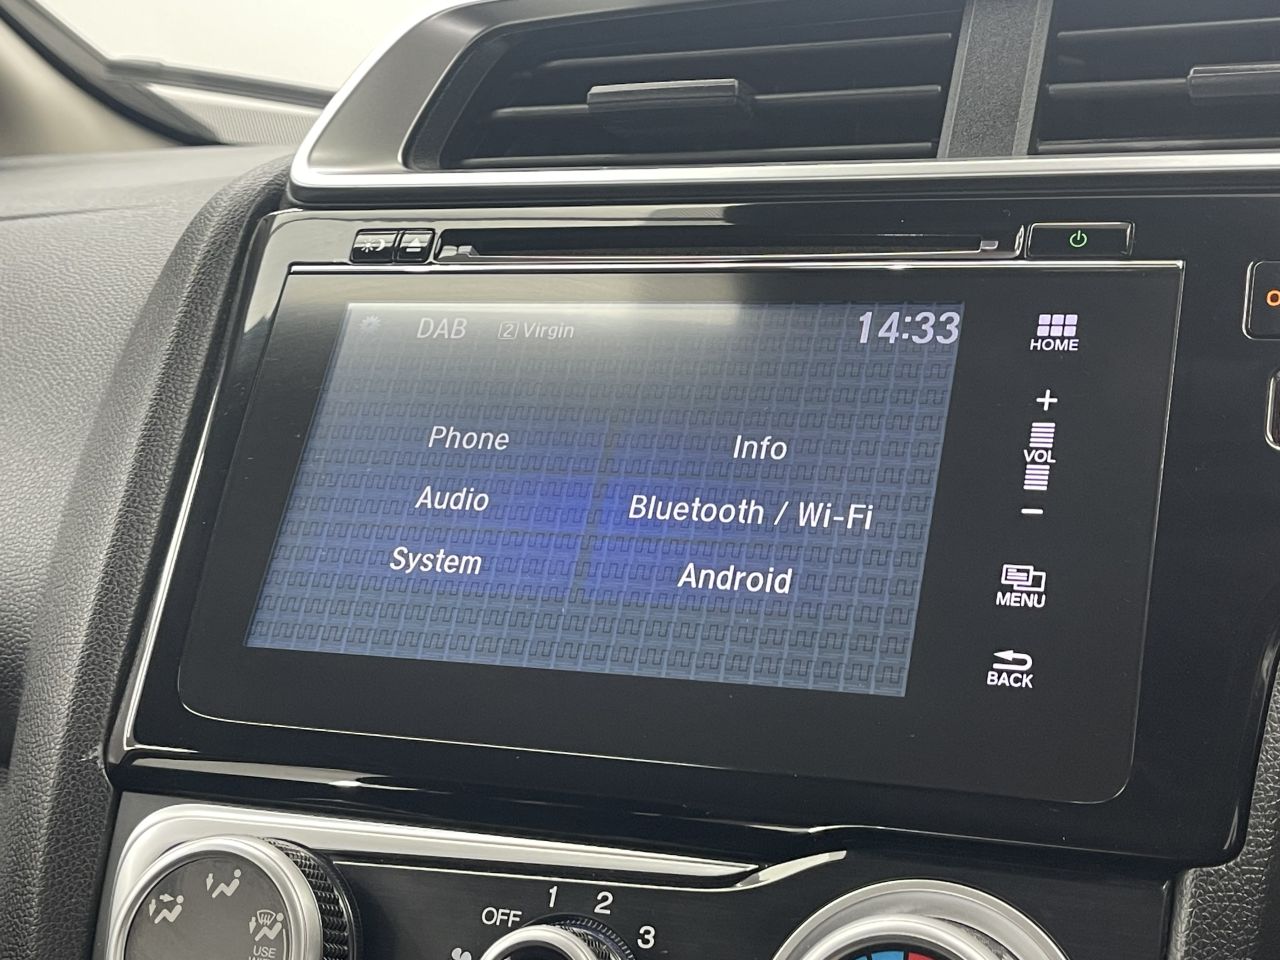 DAB 2 Virgin 14:33
HOME
Phone Info
+
VOL
Audio Bluetooth / Wi-Fi
-
System Android
MENU
BACK
OFF 1 2 3
USE